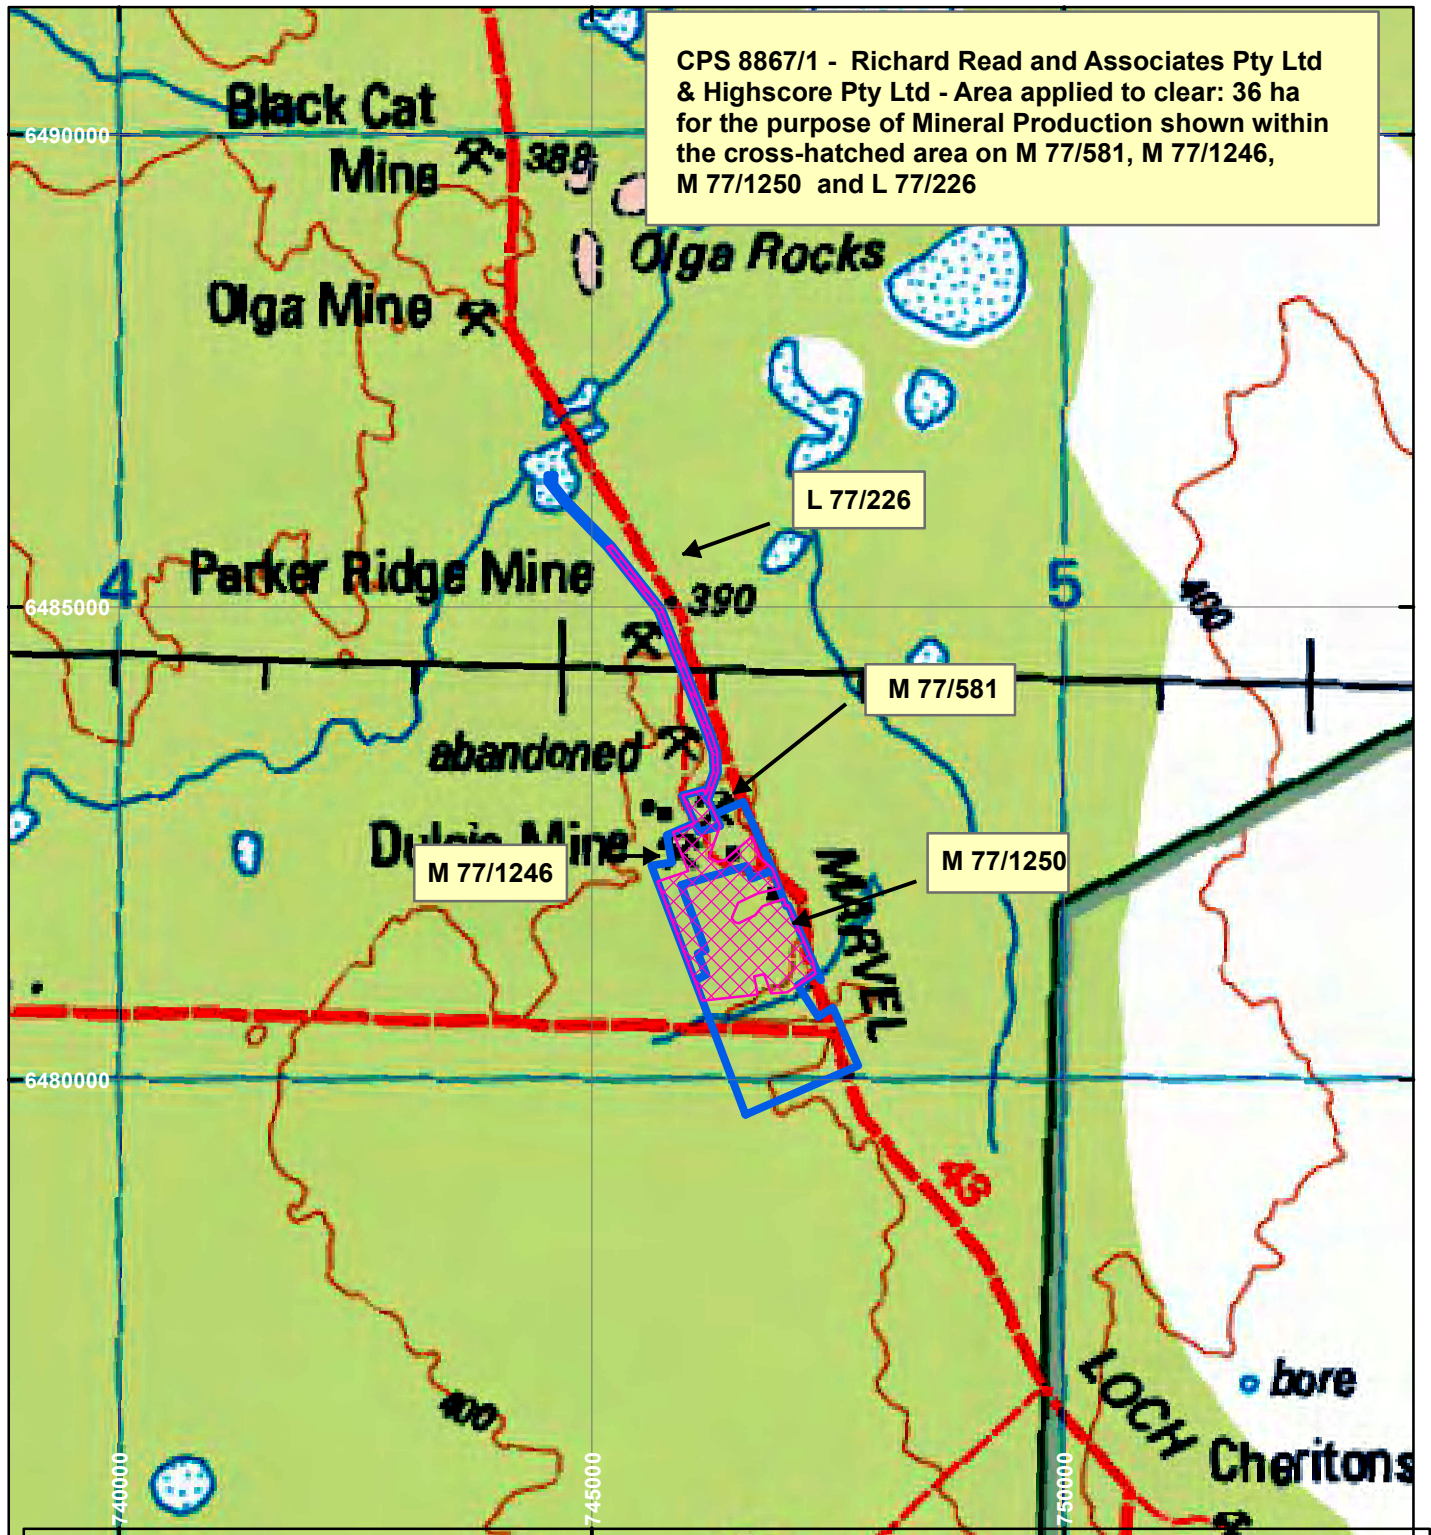 CPS 8867/1 - Richard Read and Associates Pty Ltd
& Highscore Pty Ltd - Area applied to clear: 36 ha
for the purpose of Mineral Production shown within
the cross-hatched area on M 77/581, M 77/1246,
M 77/1250 and L 77/226
Black Cat
Mine
388
6490000
Olga Rocks
Olga Mine
L 77/226
Parker Ridge Mine
4
5
390
400
6485000
M 77/581
abandoned
Dulcie Mine
M 77/1246
M 77/1250
MARVEL
6480000
43
400
LOCH
bore
Cheritons
740000
745000
750000